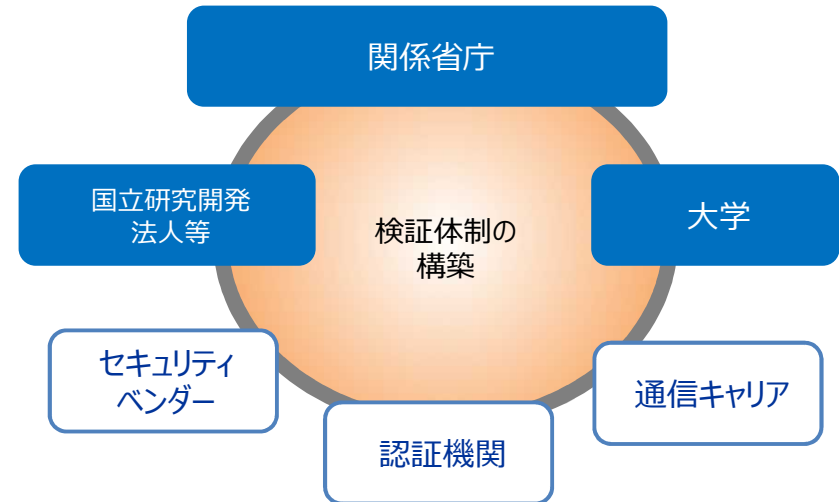 関係省庁
国立研究開発
法人等
大学
検証体制の
構築
セキュリティ
ベンダー
通信キャリア
認証機関